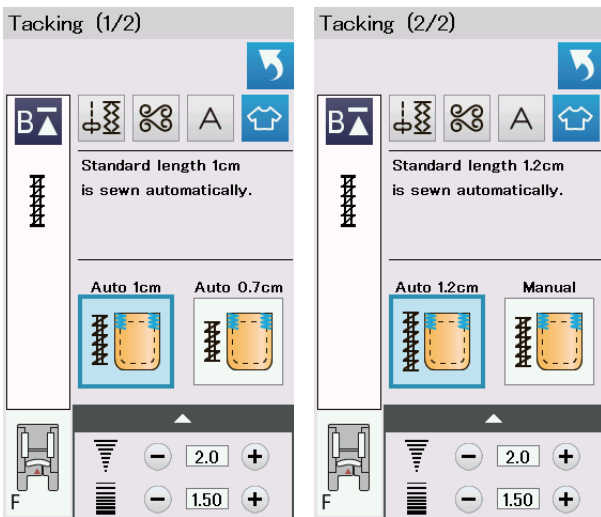 Tacking (1/2)
B
A
Standard length 1cm
is sewn automatically.
Auto 1cm Auto 0.7cm
2.0
F
1.50
Tacking (2/2)
B
A
Standard length 1.2cm
is sewn automatically.
Auto 1.2cm Manual
2.0
F
1.50